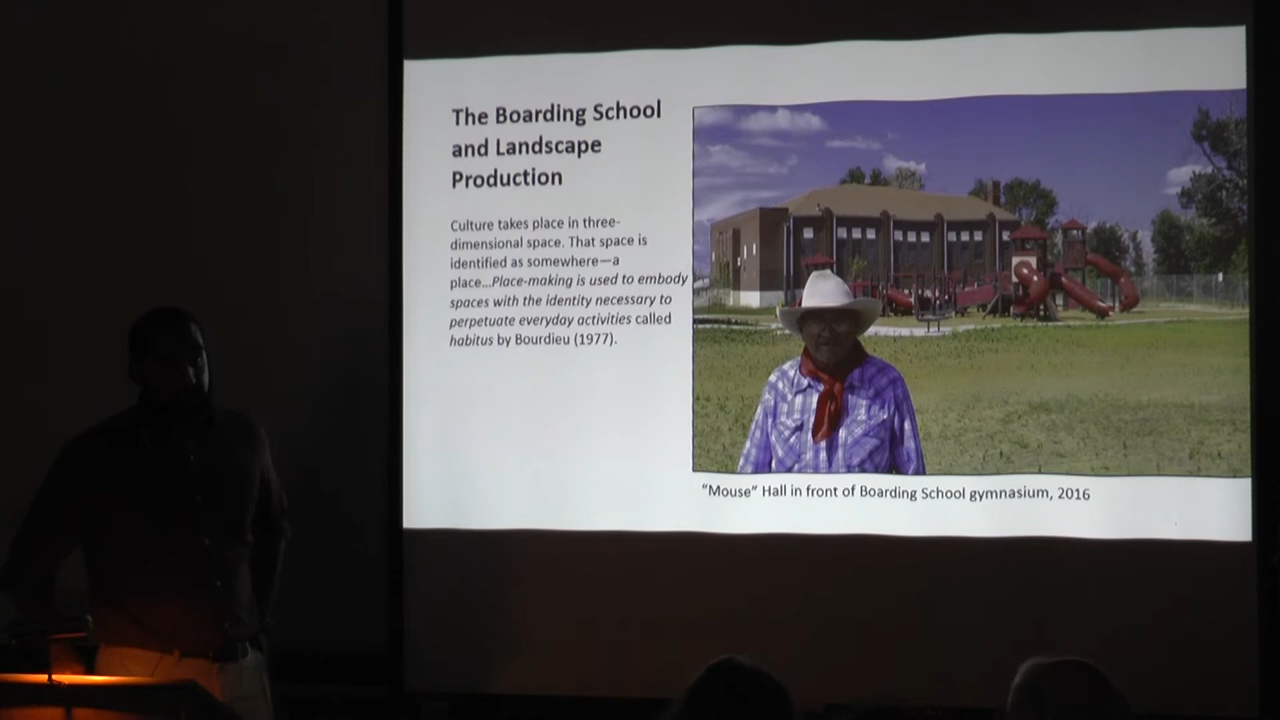 The Boarding School
and Landscape
Production
Culture takes place in three-
dimensional space. That space is
identified as somewhere—a
place...Place-making is used to embody
spaces with the identity necessary to
perpetuate everyday activities called
habitus by Bourdieu (1977).
“Mouse” Hall in front of Boarding School gymnasium, 2016